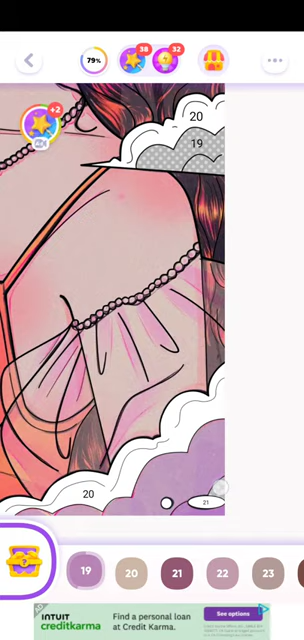 79%
38
32
+2
20
19
20
21
19
20
21
22
23
INTUIT
creditkarma
Find a personal loan
at Credit Karma.
See options